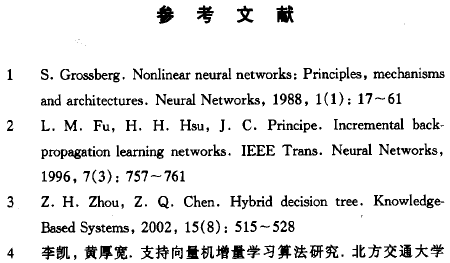 参考文献
1 S. Grossberg. Nonlinear neural networks: Principles, mechanisms
and architectures. Neural Networks, 1988, 1(1): 17~61
2 L. M. Fu, H. H. Hsu, J. C. Principe. Incremental back-
propagation learning networks. IEEE Trans. Neural Networks,
1996, 7(3): 757~761
3 Z. H. Zhou, Z. Q. Chen. Hybrid decision tree. Knowledge-
Based Systems, 2002, 15(8): 515~528
4 李凯, 黄厚宽. 支持向量机增量学习算法研究. 北方交通大学